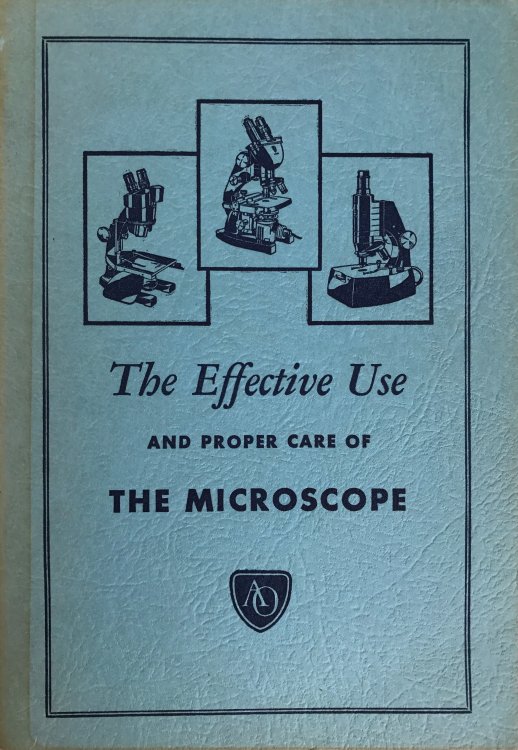 The Effective Use
AND PROPER CARE OF
THE MICROSCOPE
AO